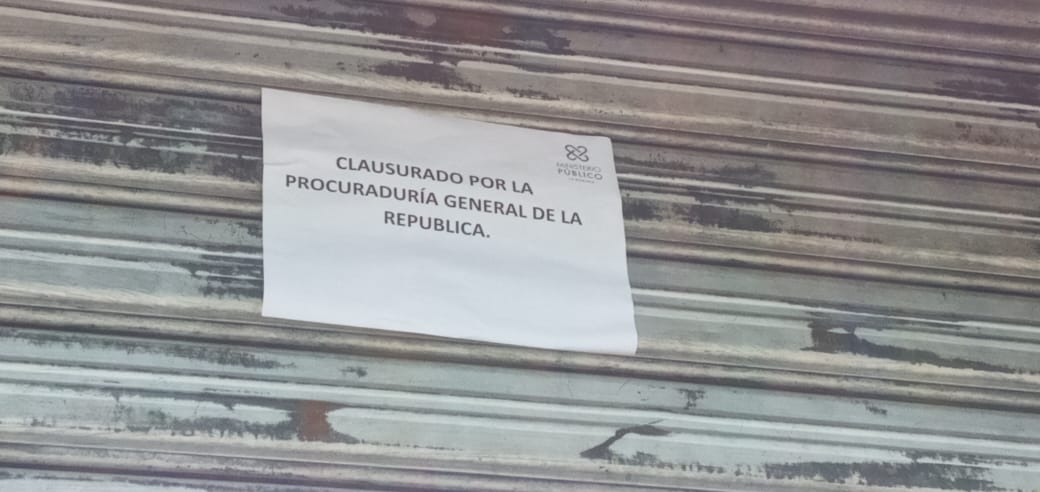 MINISTERIO
PÚBLICO
CLAUSURADO POR LA
PROCURADURÍA GENERAL DE LA
REPUBLICA.